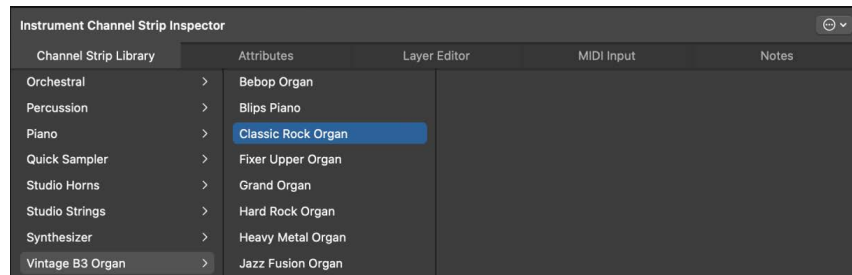 Instrument Channel Strip Inspector
Channel Strip Library
Attributes
Layer Editor
MIDI Input
Notes
Orchestral
Percussion
Piano
Quick Sampler
Studio Horns
Studio Strings
Synthesizer
Vintage B3 Organ
Bebop Organ
Blips Piano
Classic Rock Organ
Fixer Upper Organ
Grand Organ
Hard Rock Organ
Heavy Metal Organ
Jazz Fusion Organ